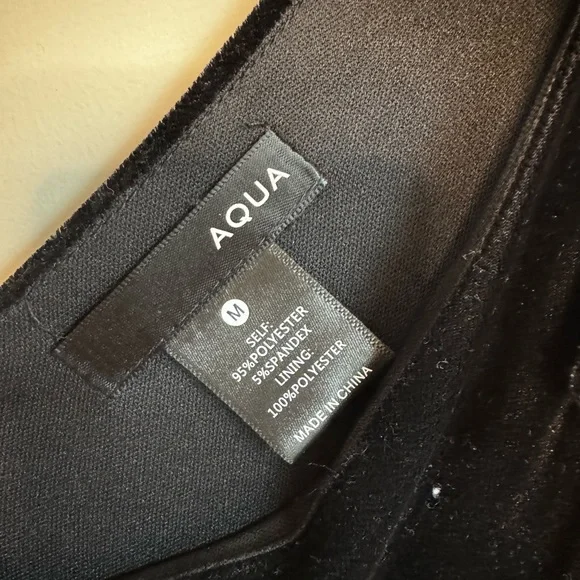 AQUA
M
SELF:
95%POLYESTER
5%SPANDEX
LINING:
100%POLYESTER
MADE IN CHINA